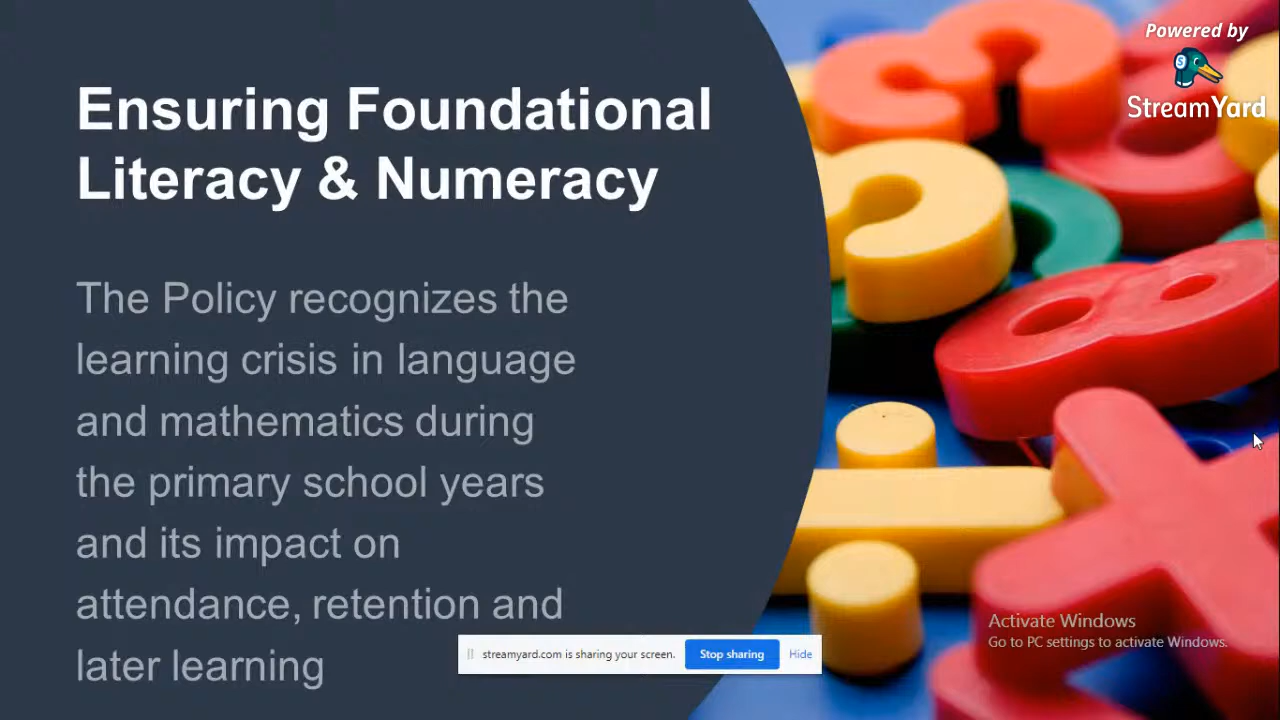 Powered by
StreamYard
Ensuring Foundational
Literacy & Numeracy
The Policy recognizes the
learning crisis in language
and mathematics during
the primary school years
and its impact on
attendance, retention and
later learning
Activate Windows
Go to PC settings to activate Windows.
streamyard.com is sharing your screen. Stop sharing Hide